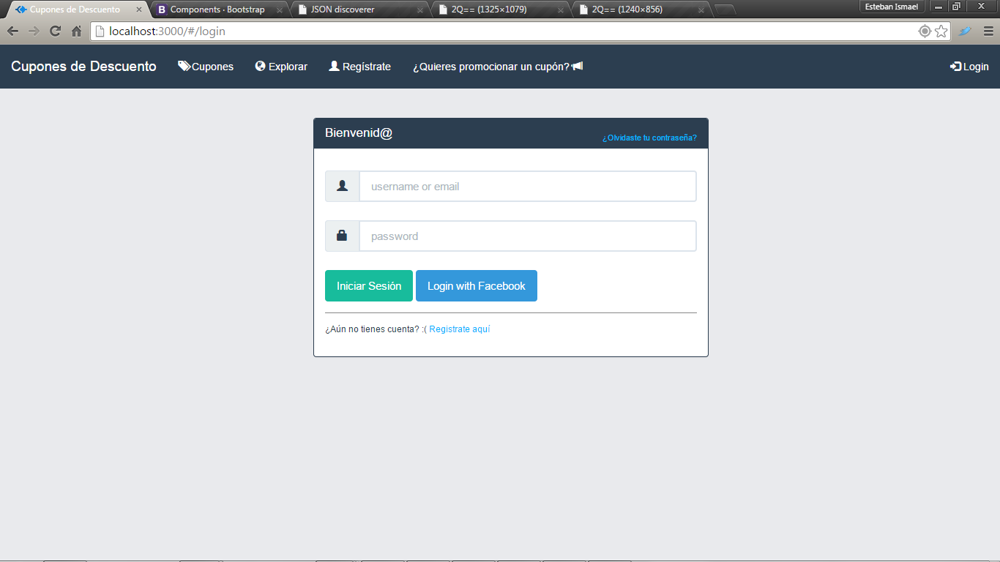 Cupones de Descuento
Components · Bootstrap
JSON discoverer
2Q== (1325×1079)
2Q== (1240×856)
Esteban Ismael
localhost:3000/#/login
Cupones de Descuento
Cupones
Explorar
Regístrate
¿Quieres promocionar un cupón?
Login
Bienvenid@
¿Olvidaste tu contraseña?
username or email
password
Iniciar Sesión
Login with Facebook
¿Aún no tienes cuenta? :( Registrate aquí